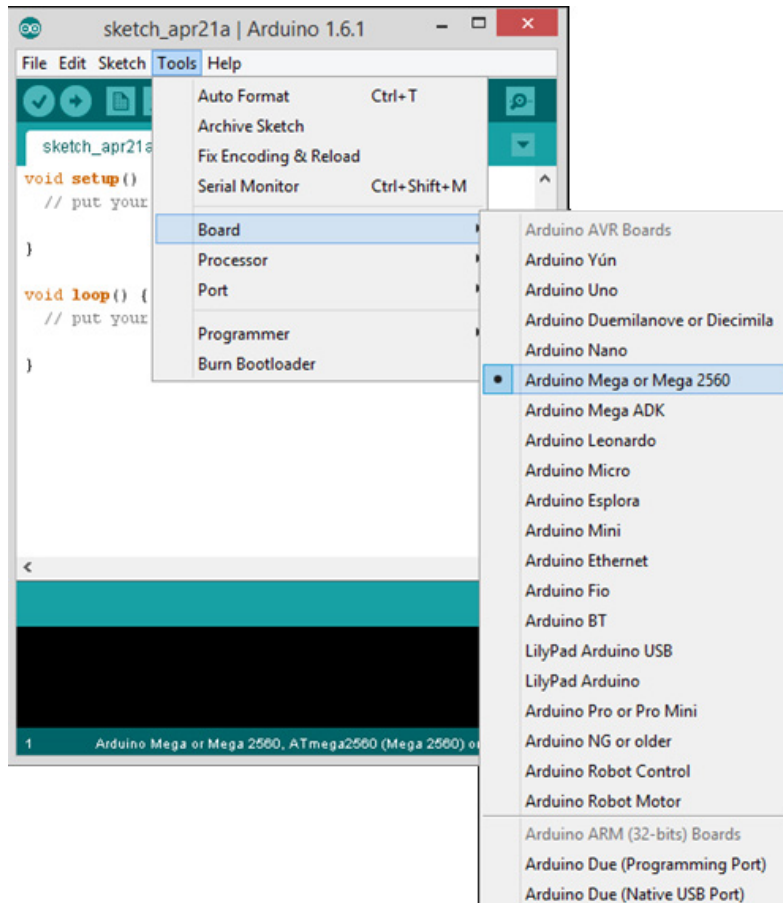 sketch_apr21a | Arduino 1.6.1
File Edit Sketch Tools Help
Auto Format Ctrl+T
Archive Sketch
Fix Encoding & Reload
Serial Monitor Ctrl+Shift+M
Board
Processor
Port
Programmer
Burn Bootloader
sketch_apr21a
void setup()
// put your
}
void loop() {
// put your
}
1 Arduino Mega or Mega 2560, ATmega2560 (Mega 2560) o
Arduino AVR Boards
Arduino Yún
Arduino Uno
Arduino Duemilanove or Diecimila
Arduino Nano
Arduino Mega or Mega 2560
Arduino Mega ADK
Arduino Leonardo
Arduino Micro
Arduino Esplora
Arduino Mini
Arduino Ethernet
Arduino Fio
Arduino BT
LilyPad Arduino USB
LilyPad Arduino
Arduino Pro or Pro Mini
Arduino NG or older
Arduino Robot Control
Arduino Robot Motor
Arduino ARM (32-bits) Boards
Arduino Due (Programming Port)
Arduino Due (Native USB Port)